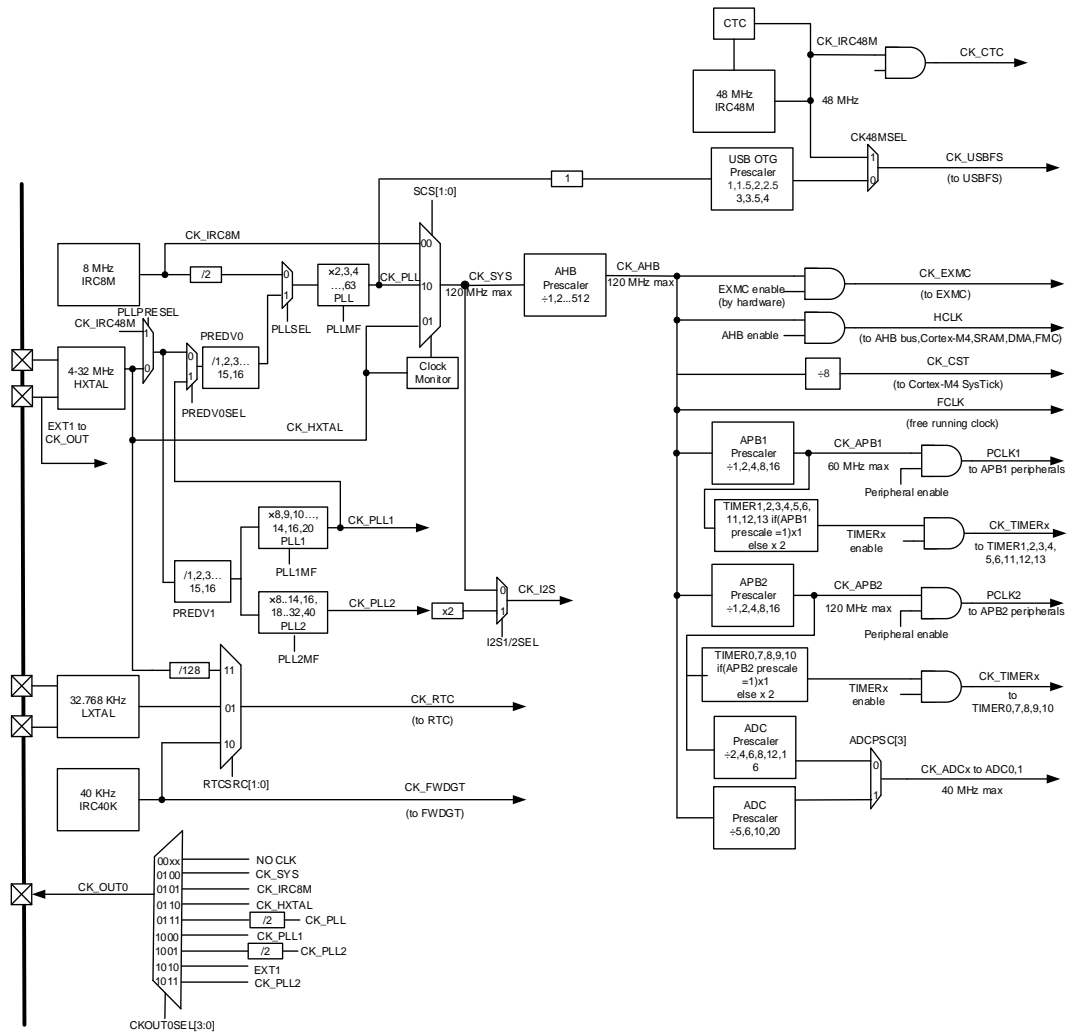 CTC
CK_IRC48M
CK_CTC
48 MHz
IRC48M
48 MHz
CK48MSEL
1
0
CK_USBFS
(to USBFS)
USB OTG
Prescaler
1,1.5,2,2.5
3,3.5,4
1
SCS[1:0]
CK_IRC8M
00
8 MHz
IRC8M
/2
0
1
PLLSEL
×2,3,4
…,63
PLL
PLLMF
CK_PLL
10
01
CK_SYS
120 MHz max
AHB
Prescaler
÷1,2...512
CK_AHB
120 MHz max
EXMC enable
(by hardware)
CK_EXMC
(to EXMC)
AHB enable
HCLK
(to AHB bus,Cortex-M4,SRAM,DMA,FMC)
÷8
CK_CST
(to Cortex-M4 SysTick)
FCLK
(free running clock)
PLLPRESEL
CK_IRC48M
1
0
4-32 MHz
HXTAL
EXT1 to
CK_OUT
PREDV0
0
1
/1,2,3…
15,16
PREDV0SEL
Clock
Monitor
CK_HXTAL
APB1
Prescaler
÷1,2,4,8,16
CK_APB1
60 MHz max
Peripheral enable
PCLK1
to APB1 peripherals
TIMER1,2,3,4,5,6,
11,12,13 if(APB1
prescale =1)x1
else x 2
TIMERx
enable
CK_TIMERx
to TIMER1,2,3,4,
5,6,11,12,13
×8,9,10…,
14,16,20
PLL1
PLL1MF
CK_PLL1
/1,2,3…
15,16
PREDV1
×8..14,16,
18..32,40
PLL2
PLL2MF
CK_PLL2
x2
0
1
I2S1/2SEL
CK_I2S
APB2
Prescaler
÷1,2,4,8,16
CK_APB2
120 MHz max
Peripheral enable
PCLK2
to APB2 peripherals
TIMER0,7,8,9,10
if(APB2 prescale
=1)x1
else x 2
TIMERx
enable
CK_TIMERx
to
TIMER0,7,8,9,10
/128
11
01
10
RTCSRC[1:0]
32.768 KHz
LXTAL
CK_RTC
(to RTC)
40 KHz
IRC40K
CK_FWDGT
(to FWDGT)
ADC
Prescaler
÷2,4,6,8,12,1
6
ADC
Prescaler
÷5,6,10,20
ADCPSC[3]
0
1
CK_ADCx to ADC0,1
40 MHz max
CK_OUT0
00xx
NO CLK
0100
CK_SYS
0101
CK_IRC8M
0110
CK_HXTAL
0111
/2
CK_PLL
1000
CK_PLL1
1001
/2
CK_PLL2
1010
EXT1
1011
CK_PLL2
CKOUT0SEL[3:0]